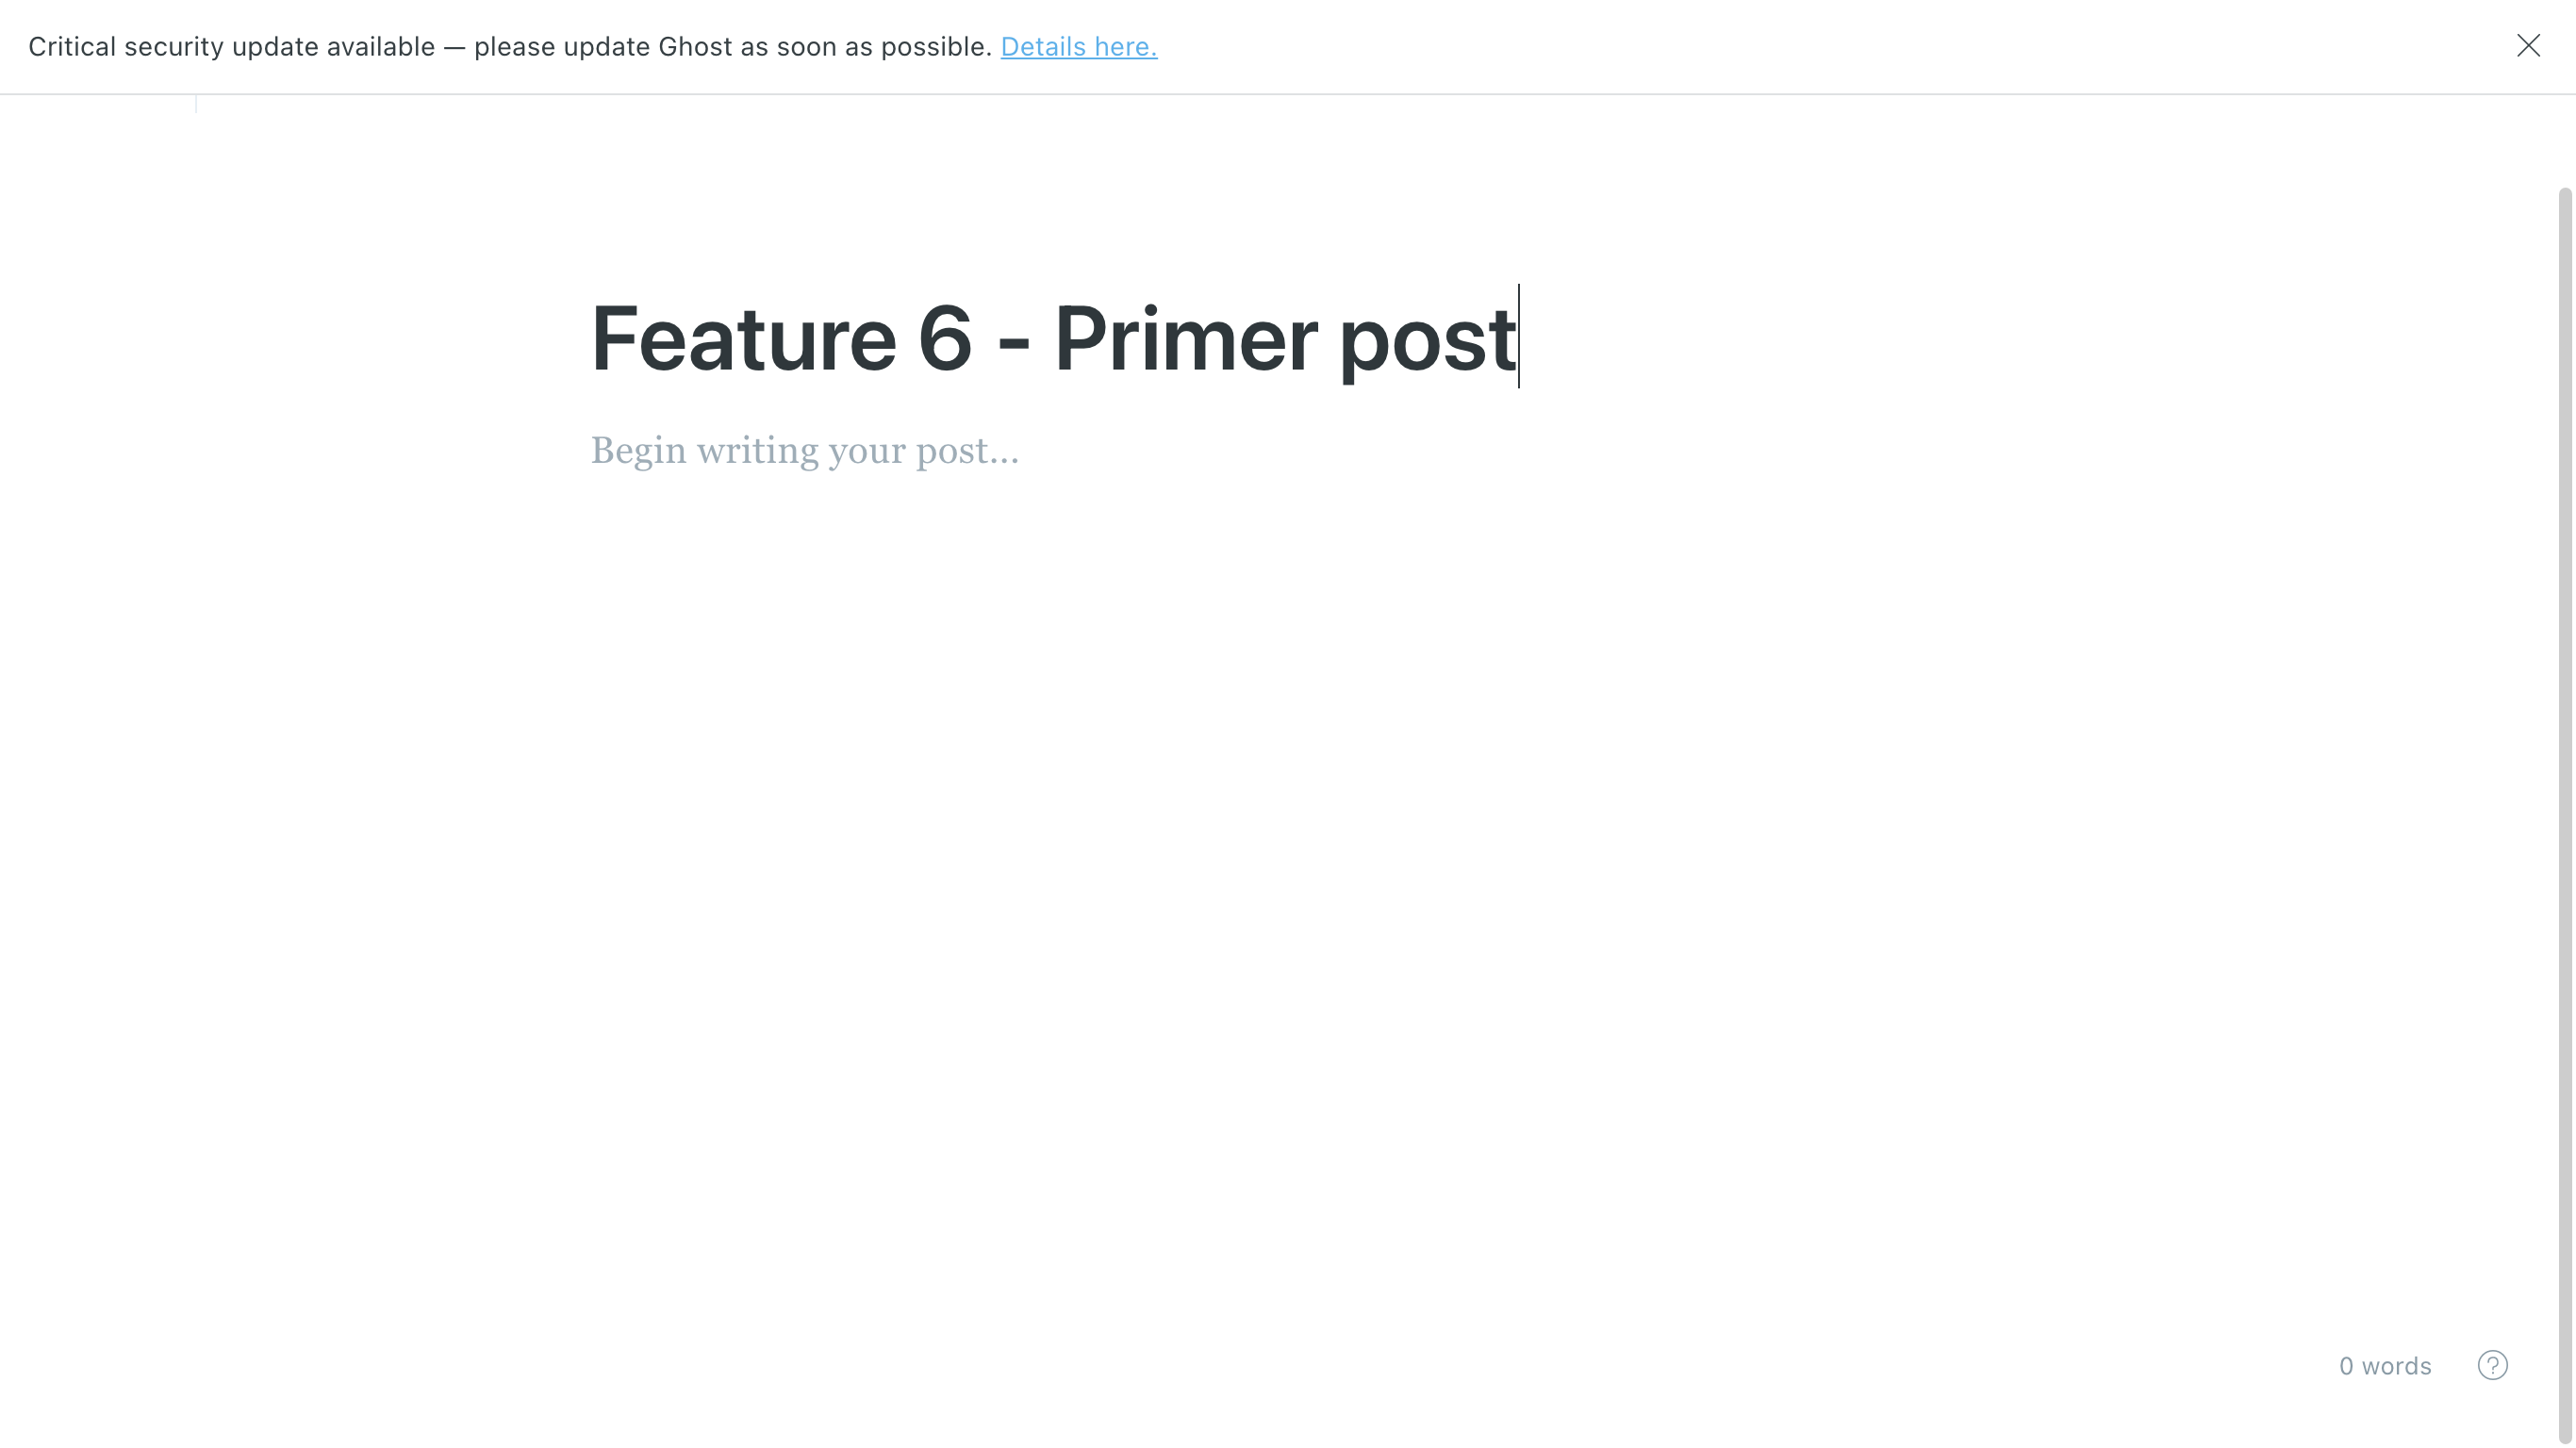 Critical security update available — please update Ghost as soon as possible. Details here.
Feature 6 - Primer post
Begin writing your post...
0 words
?